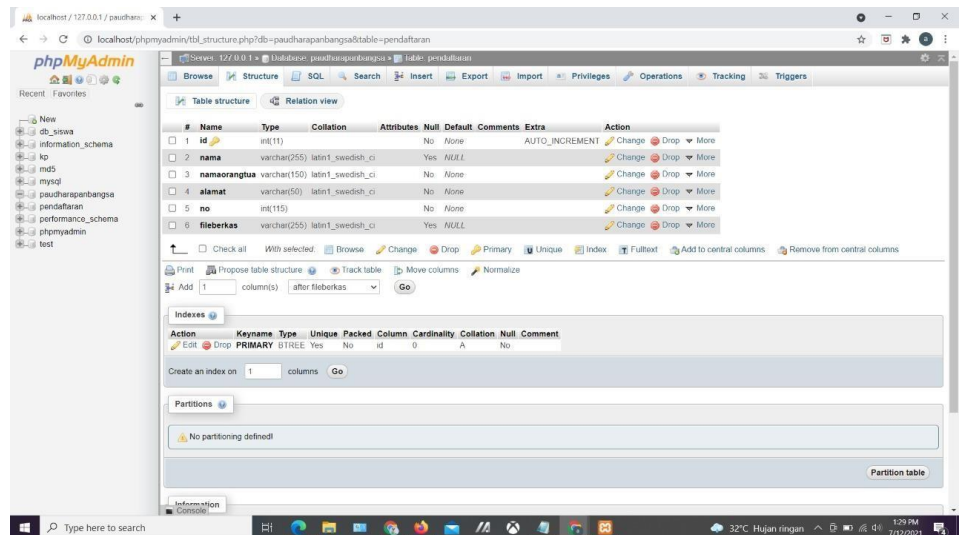 localhost / 127.0.0.1 / paudharap
localhost/phpmyadmin/tbl_structure.php?db=paudharapanbangsa&table=pendaftaran
phpMyAdmin
Recent Favorites
New
db_siswa
information_schema
kp
md5
mysql
paudharapanbangsa
pendaftaran
performance_schema
phpmyadmin
test
Server: 127.0.0.1 » Database: paudharapanbangsa » Table: pendaftaran
Browse Structure SQL Search Insert Export Import Privileges Operations Tracking Triggers
Table structure Relation view
# Name Type Collation Attributes Null Default Comments Extra Action
1 id int(11) No None AUTO_INCREMENT Change Drop More
2 nama varchar(255) latin1_swedish_ci Yes NULL Change Drop More
3 namaorangtua varchar(150) latin1_swedish_ci No None Change Drop More
4 alamat varchar(50) latin1_swedish_ci No None Change Drop More
5 no int(115) No None Change Drop More
6 fileberkas varchar(255) latin1_swedish_ci Yes NULL Change Drop More
Check all With selected: Browse Change Drop Primary Unique Index Fulltext Add to central columns Remove from central columns
Print Propose table structure Track table Move columns Normalize
Add 1 column(s) after fileberkas Go
Indexes
Action Keyname Type Unique Packed Column Cardinality Collation Null Comment
Edit Drop PRIMARY BTREE Yes No id 0 A No
Create an index on 1 columns Go
Partitions
No partitioning defined!
Partition table
Information
Console
Type here to search
32°C Hujan ringan
1:29 PM
7/12/2021